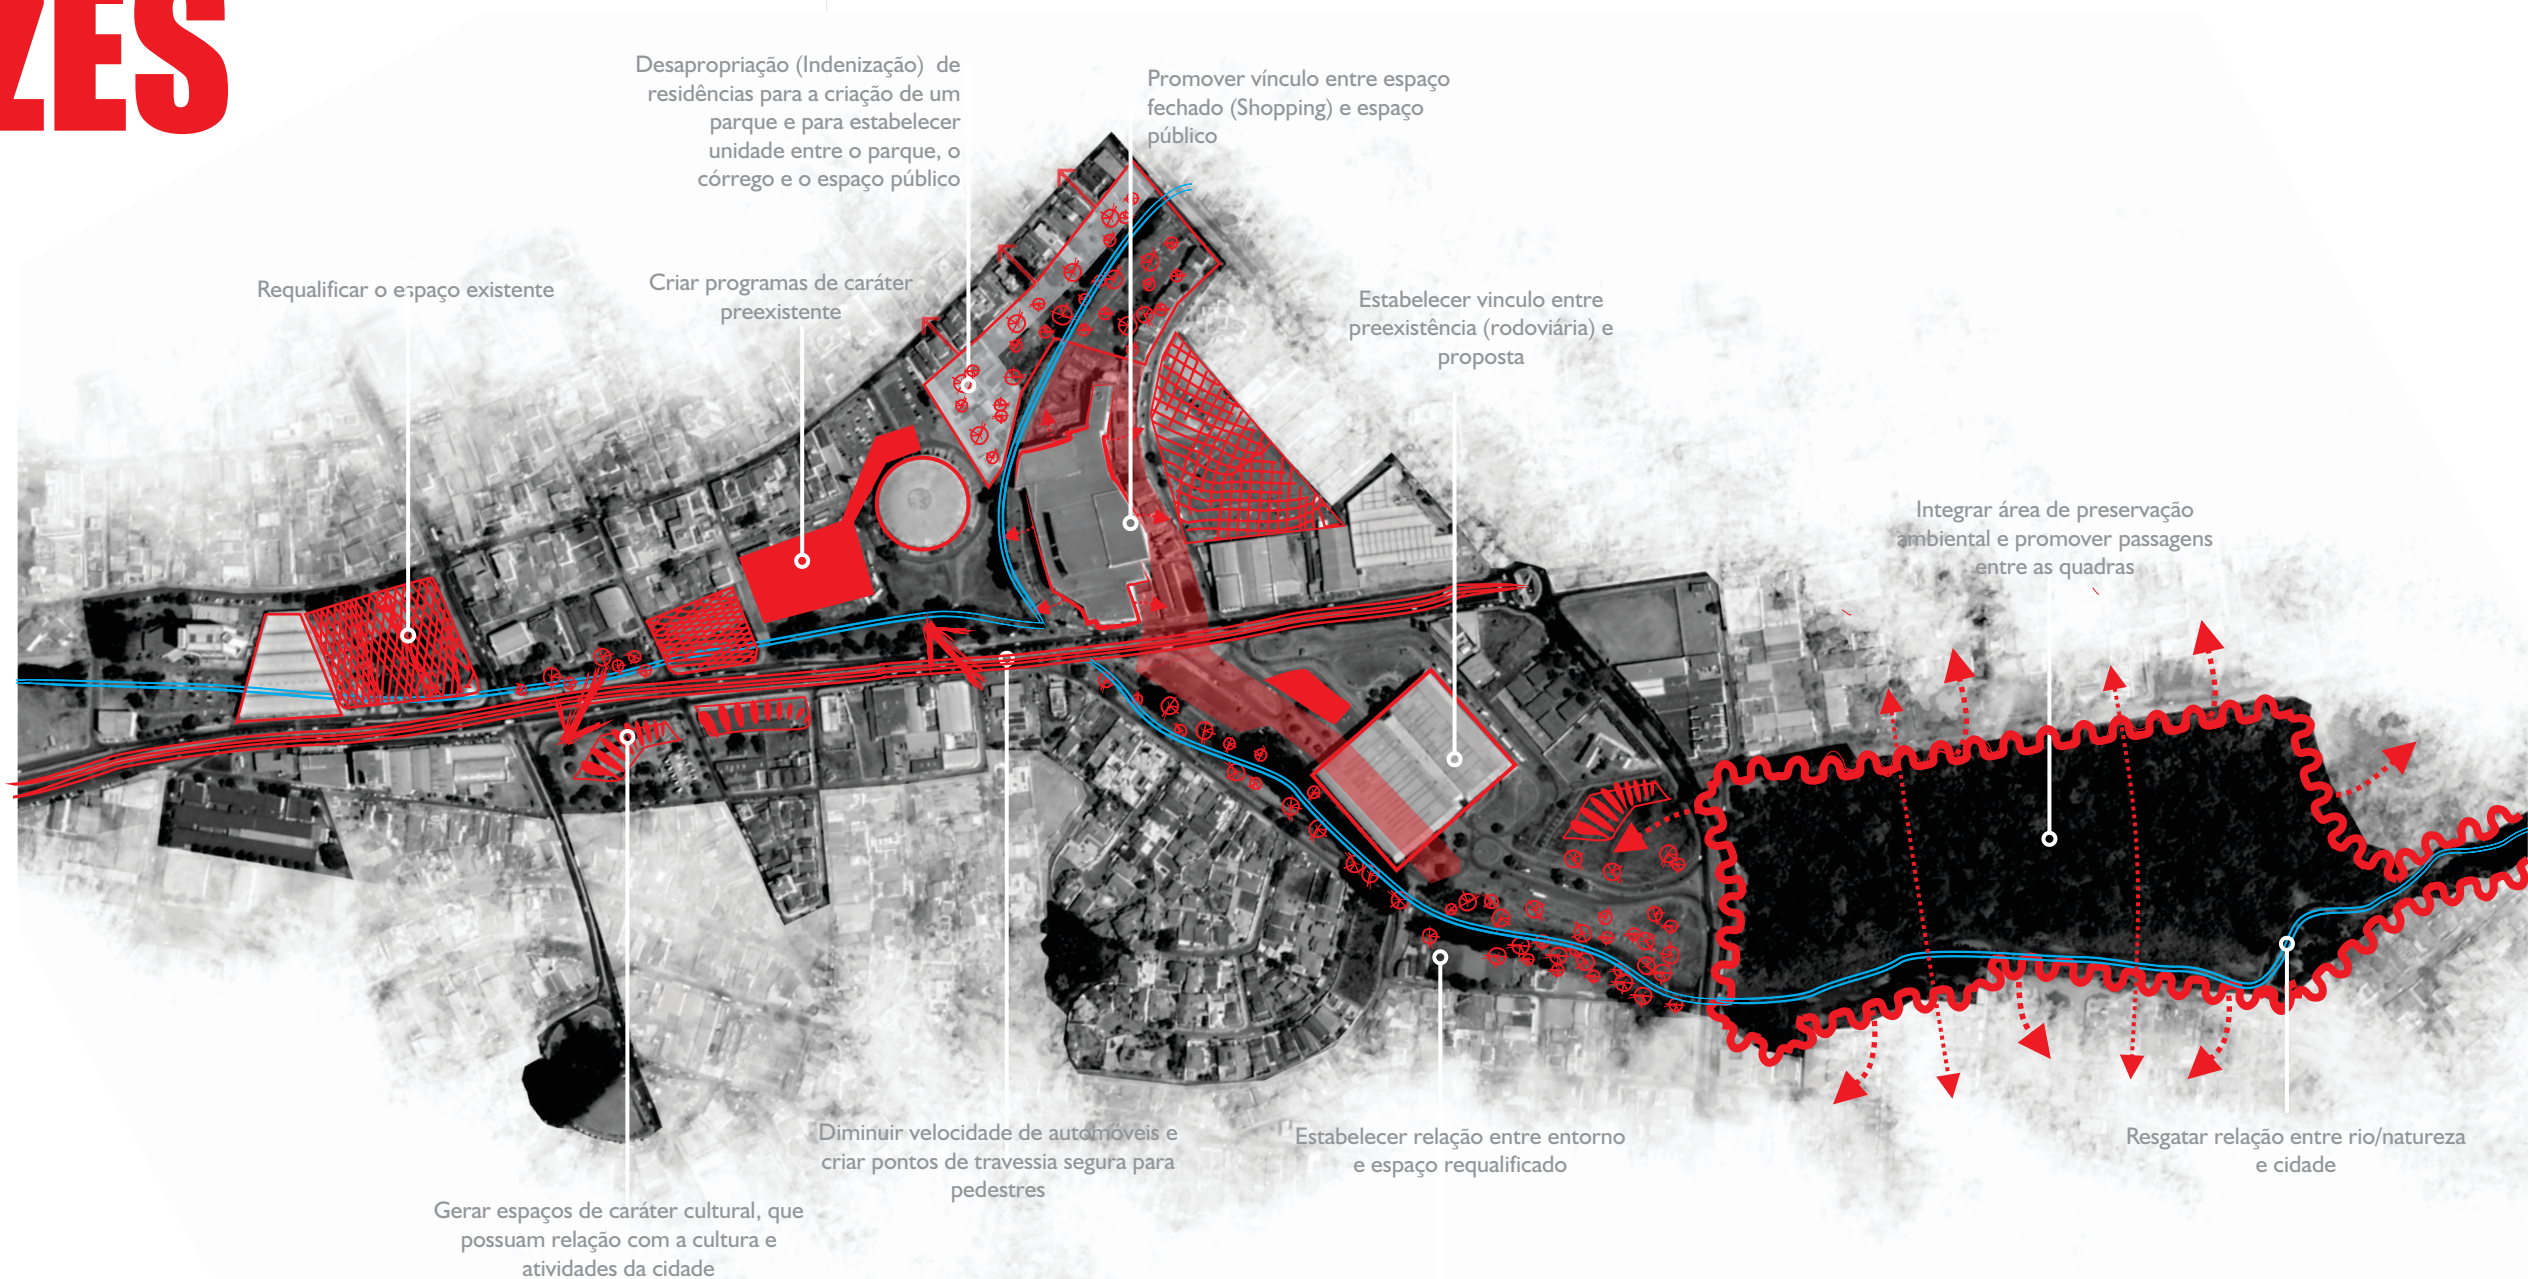 ZES
Desapropriação (Indenização) de
residências para a criação de um
parque e para estabelecer
unidade entre o parque, o
córrego e o espaço público
Promover vínculo entre espaço
fechado (Shopping) e espaço
público
Requalificar o espaço existente
Criar programas de caráter
preexistente
Estabelecer vinculo entre
preexistência (rodoviária) e
proposta
Integrar área de preservação
ambiental e promover passagens
entre as quadras
Diminuir velocidade de automóveis e
criar pontos de travessia segura para
pedestres
Estabelecer relação entre entorno
e espaço requalificado
Resgatar relação entre rio/natureza
e cidade
Gerar espaços de caráter cultural, que
possuam relação com a cultura e
atividades da cidade